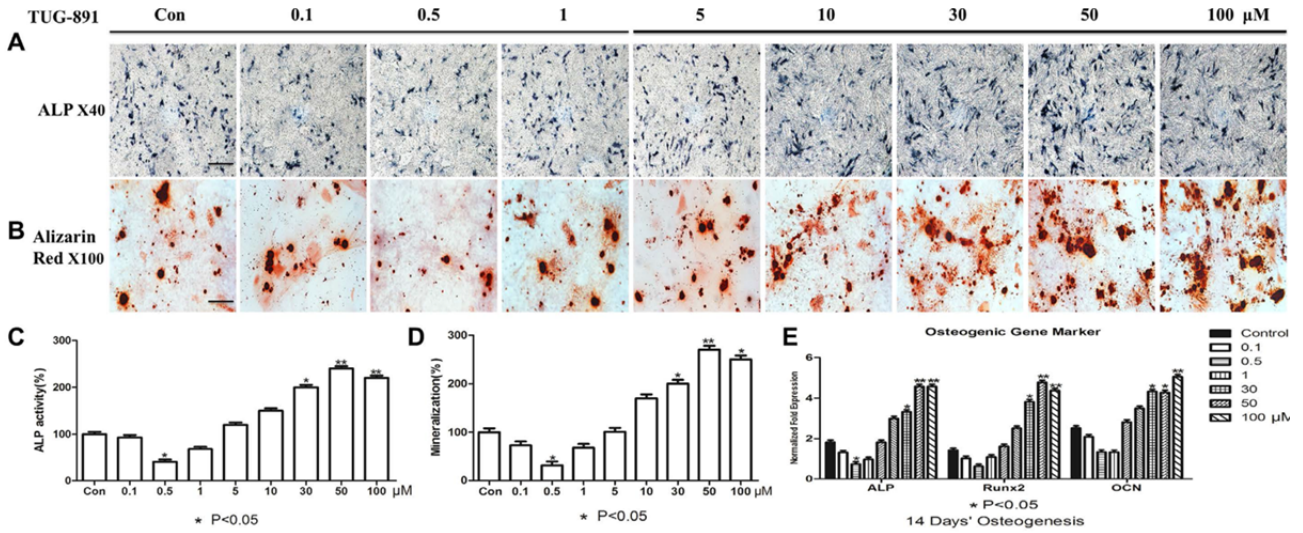 TUG-891 Con 0.1 0.5 1 5 10 30 50 100 μM
A
ALP X40
B
Alizarin
Red X100
C
300
200
100
0
ALP activity(%)
*
*
**
**
Con 0.1 0.5 1 5 10 30 50 100 μM
* P<0.05
D
300
200
100
0
Mineralization(%)
*
*
**
*
Con 0.1 0.5 1 5 10 30 50 100 μM
* P<0.05
E
Osteogenic Gene Marker
6
4
2
0
Normalized Fold Expression
*
*
**
**
*
**
**
*
*
**
ALP Runx2 OCN
* P<0.05
14 Days' Osteogenesis
Control
0.1
0.5
1
30
50
100 μM